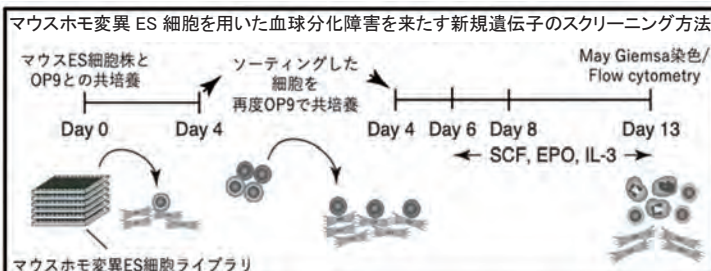 マウスホモ変異 ES 細胞を用いた血球分化障害を来たす新規遺伝子のスクリーニング方法
マウスES細胞株と
OP9との共培養
ソーティングした
細胞を
再度OP9で共培養
May Giemsa染色/
Flow cytometry
Day 0
Day 4
Day 4
Day 6
Day 8
Day 13
SCF, EPO, IL-3
マウスホモ変異ES細胞ライブラリ